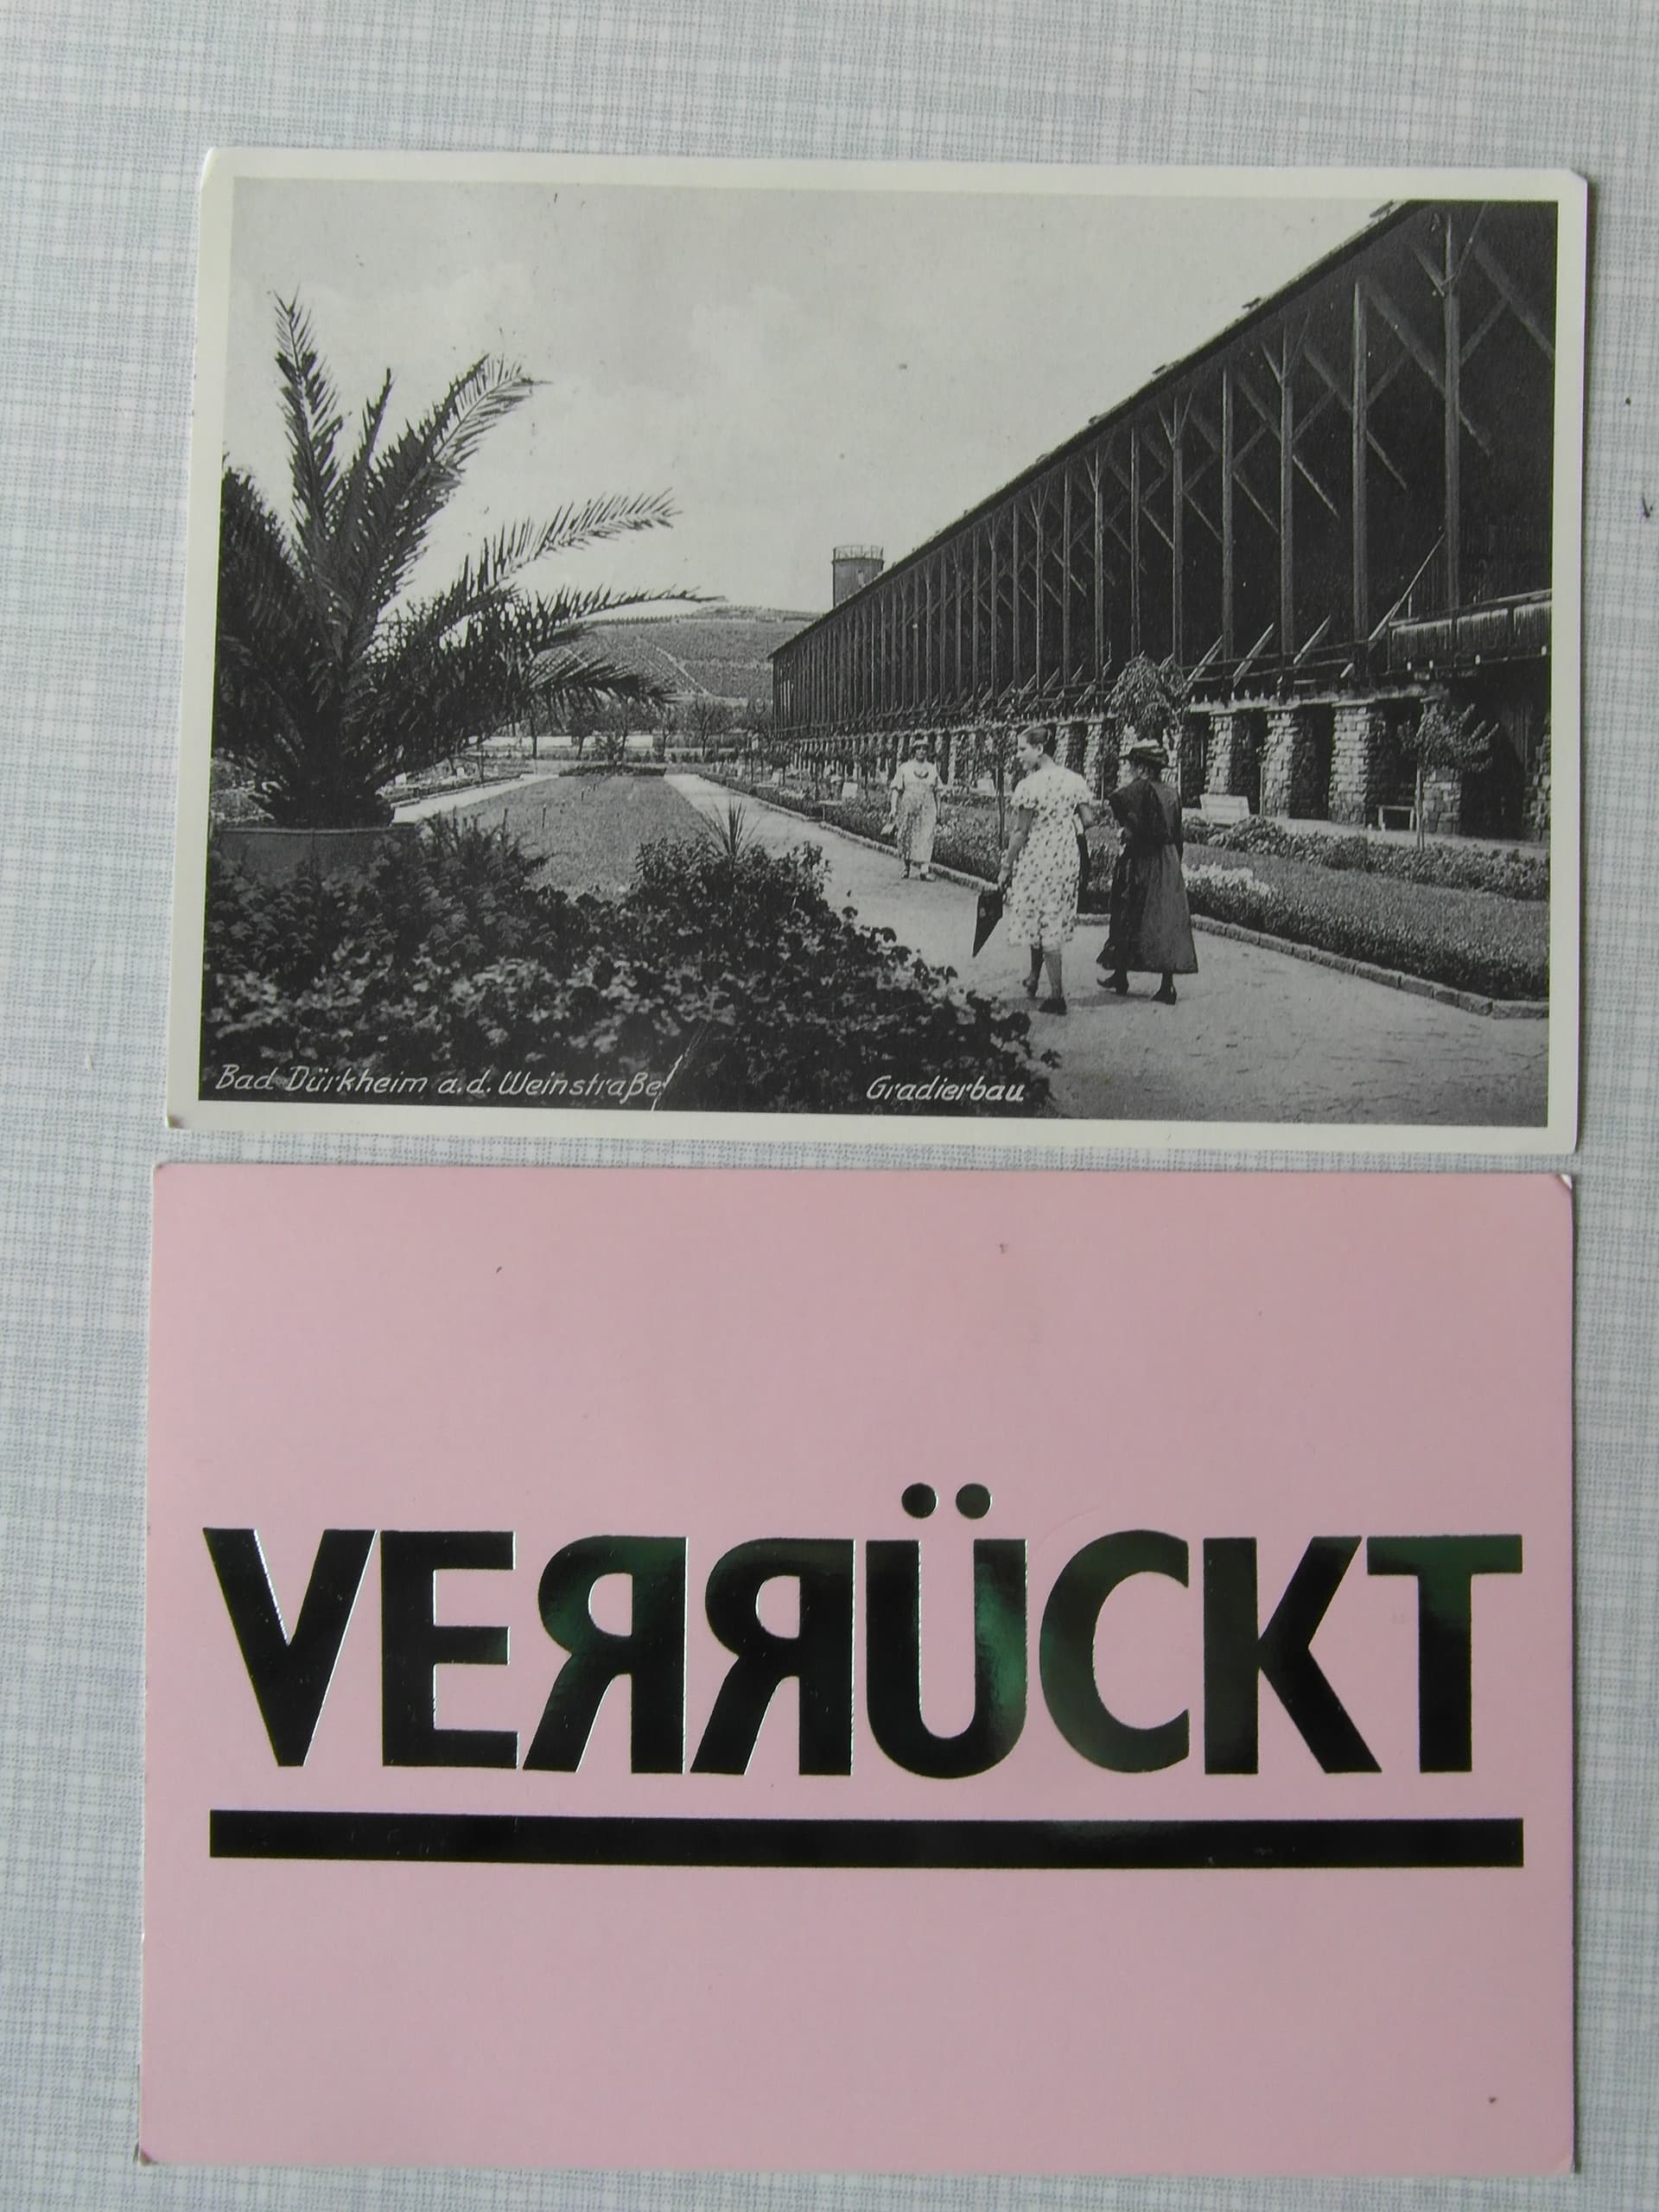 Bad Dürkheim a.d. Weinstraße
Gradierbau
VERRÜCKT